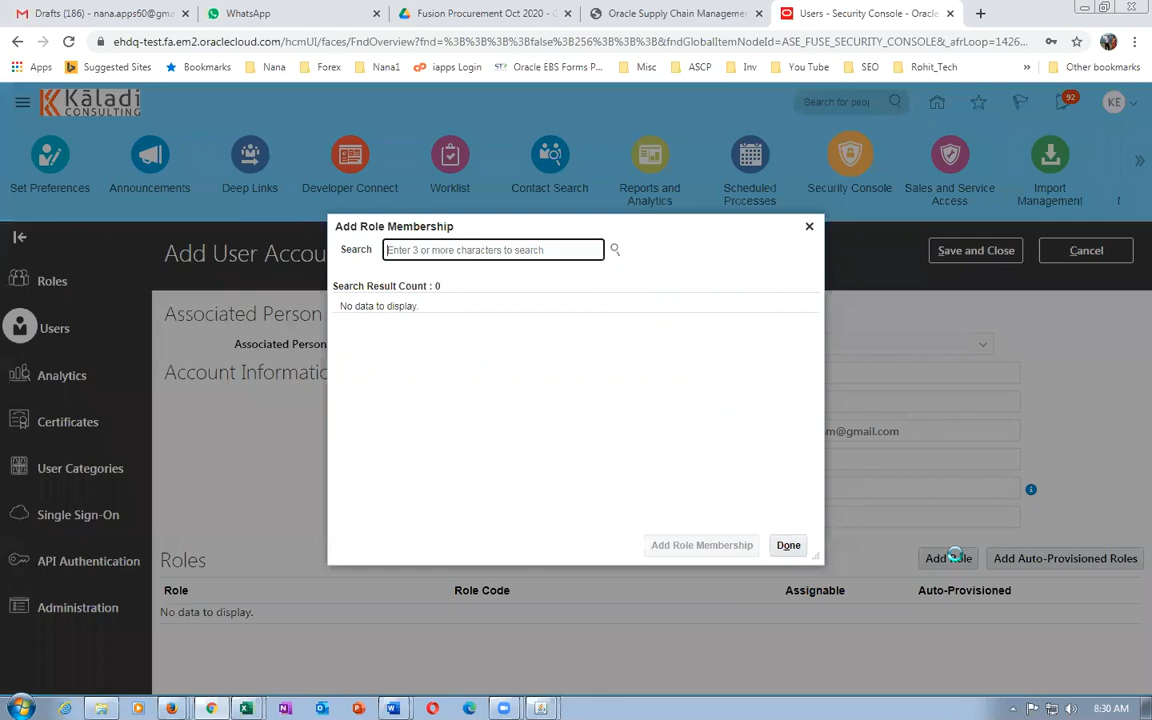 Drafts (186) - nana.apps60@gma
WhatsApp
Fusion Procurement Oct 2020 - G
Oracle Supply Chain Managemen
Users - Security Console - Oracle
ehdq-test.fa.em2.oraclecloud.com/hcmUI/faces/FndOverview?fnd=%3B%3B%3B%3Bfalse%3B256%3B%3B%3B&fndGlobalItemNodeId=ASE_FUSE_SECURITY_CONSOLE&_afrLoop=1426...
Apps
Suggested Sites
Bookmarks
Nana
Forex
Nana1
iapps Login
Oracle EBS Forms P...
Misc
ASCP
Inv
You Tube
SEO
Rohit_Tech
»
Other bookmarks
Kāladi
CONSULTING
Search for peop
92
KE
Set Preferences
Announcements
Deep Links
Developer Connect
Worklist
Contact Search
Reports and
Analytics
Scheduled
Processes
Security Console
Sales and Service
Access
Import
Management
Add User Accou
Save and Close
Cancel
Roles
Users
Analytics
Certificates
User Categories
Single Sign-On
API Authentication
Administration
Associated Person
Associated Person
Account Informati
m@gmail.com
Add Role Membership
Search
Enter 3 or more characters to search
Search Result Count : 0
No data to display.
Add Role Membership
Done
Roles
Add Role
Add Auto-Provisioned Roles
Role
Role Code
Assignable
Auto-Provisioned
No data to display.
8:30 AM